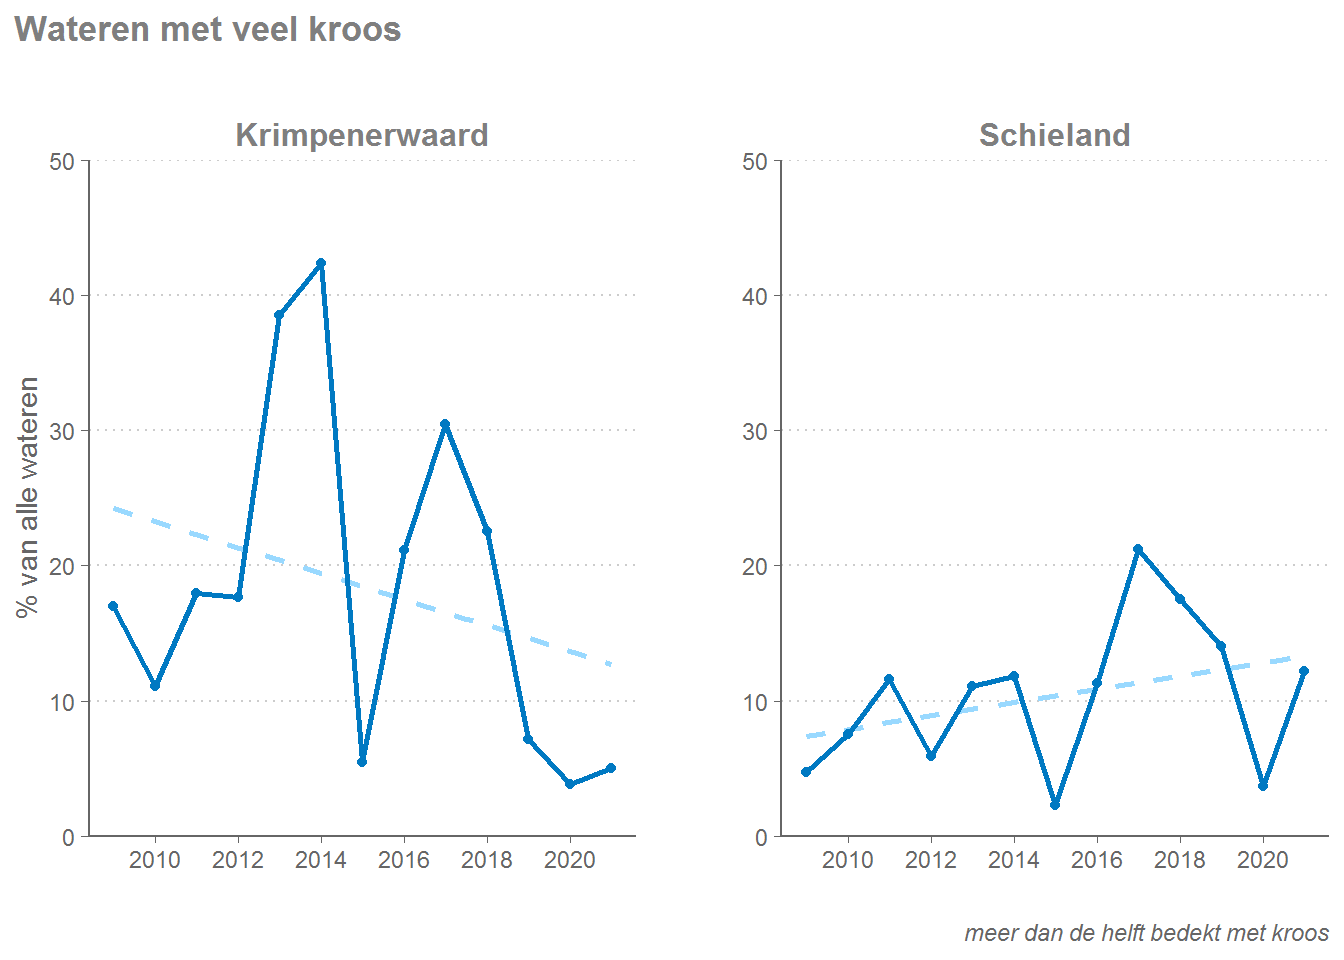 Wateren met veel kroos
Krimpenerwaard
% van alle wateren
50
40
30
20
10
0
2010 2012 2014 2016 2018 2020
Schieland
50
40
30
20
10
0
2010 2012 2014 2016 2018 2020
meer dan de helft bedekt met kroos